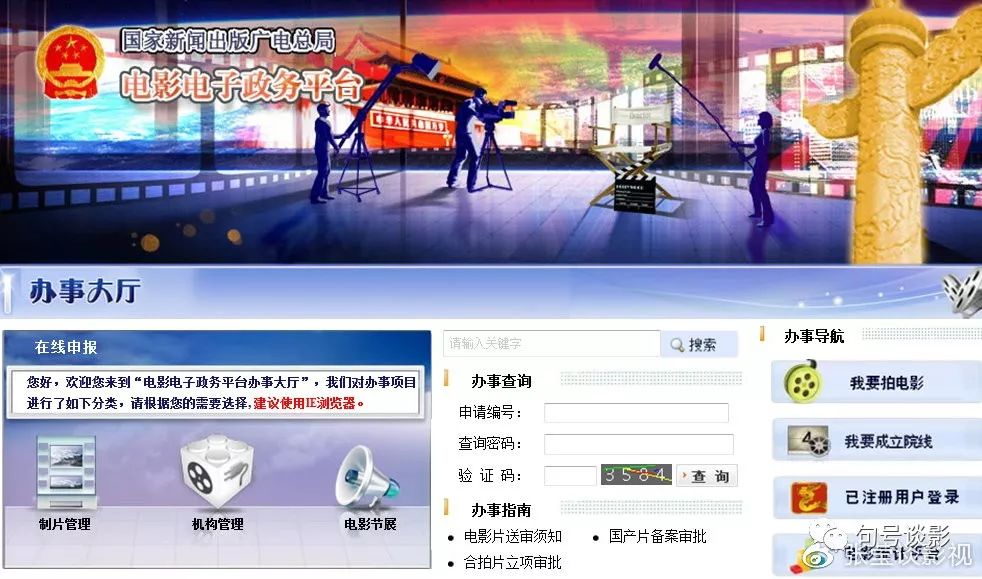 国家新闻出版广电总局
电影电子政务平台
办事大厅
在线申报
您好，欢迎您来到“电影电子政务平台办事大厅”，我们对办事项目
进行了如下分类，请根据您的需要选择,建议使用IE浏览器。
制片管理
机构管理
电影节展
请输入关键字
搜索
办事查询
申请编号：
查询密码：
验 证 码：
3584
查 询
办事指南
电影片送审须知
国产片备案审批
合拍片立项审批
办事导航
我要拍电影
我要成立院线
已注册用户登录
句号谈影
张宝谈影视